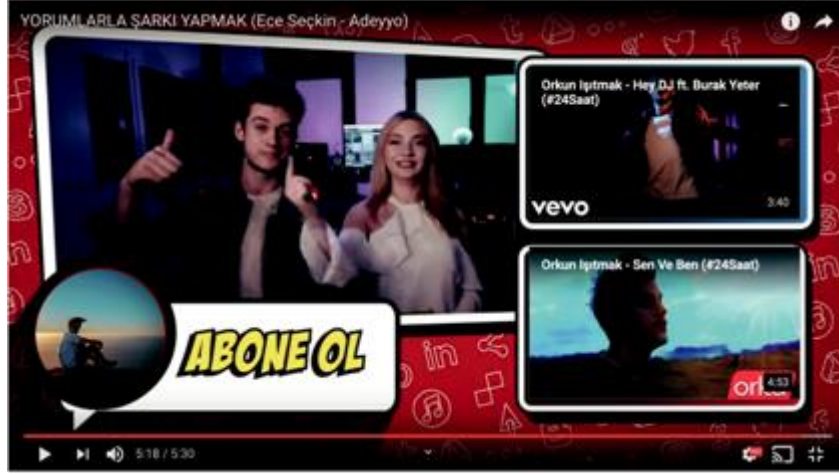 YORUMLARLA ŞARKI YAPMAK (Ece Seçkin - Adeyyo)
Orkun Işıtmak - Hey DJ ft. Burak Yeter
(#24Saat)
vevo
3:40
Orkun Işıtmak - Sen Ve Ben (#24Saat)
ABONE OL
4:53
5:18 / 5:30